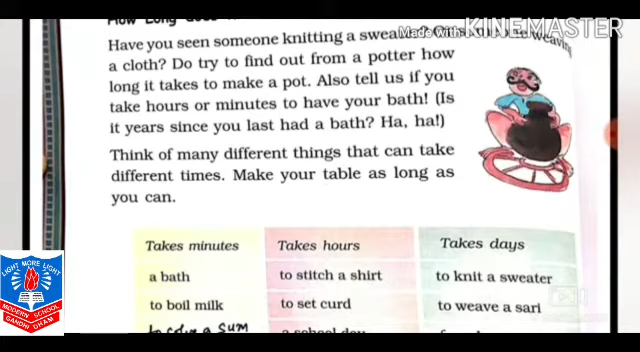 How Long does
Made with KINEMASTER
Have you seen someone knitting a sweater weaving
a cloth? Do try to find out from a potter how
long it takes to make a pot. Also tell us if you
take hours or minutes to have your bath! (Is
it years since you last had a bath? Ha, ha!)
Think of many different things that can take
different times. Make your table as long as
you can.
Takes minutes Takes hours Takes days
a bath to stitch a shirt to knit a sweater
to boil milk to set curd to weave a sari
to solve a sum a school day
LIGHT MORE LIGHT
MODERN SCHOOL
GANDHI DHAM